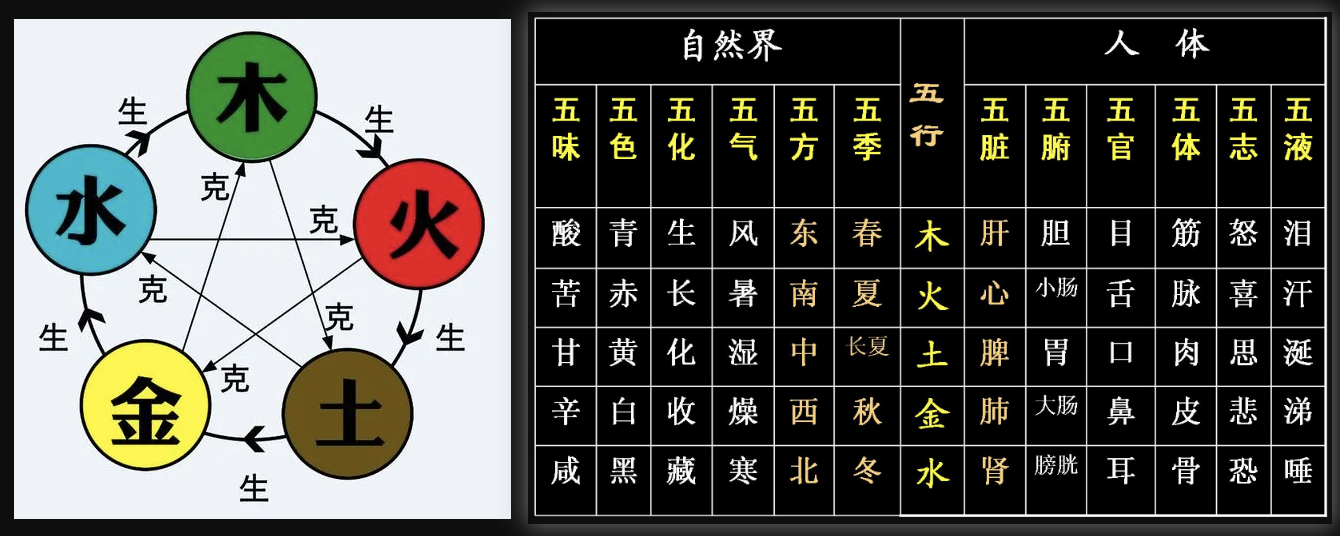 木
生
生
水
火
克
克
克
克
生
生
金
土
生
自然界 五行 人 体
五味 五色 五化 五气 五方 五季 五脏 五腑 五官 五体 五志 五液
酸 青 生 风 东 春 木 肝 胆 目 筋 怒 泪
苦 赤 长 暑 南 夏 火 心 小肠 舌 脉 喜 汗
甘 黄 化 湿 中 长夏 土 脾 胃 口 肉 思 涎
辛 白 收 燥 西 秋 金 肺 大肠 鼻 皮 悲 涕
咸 黑 藏 寒 北 冬 水 肾 膀胱 耳 骨 恐 唾